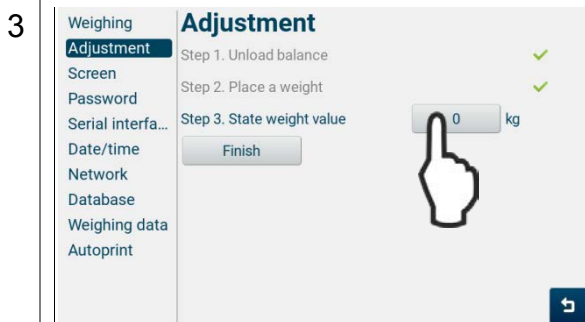 3
Weighing
Adjustment
Screen
Password
Serial interfa...
Date/time
Network
Database
Weighing data
Autoprint
Adjustment
Step 1. Unload balance
Step 2. Place a weight
Step 3. State weight value 0 kg
Finish